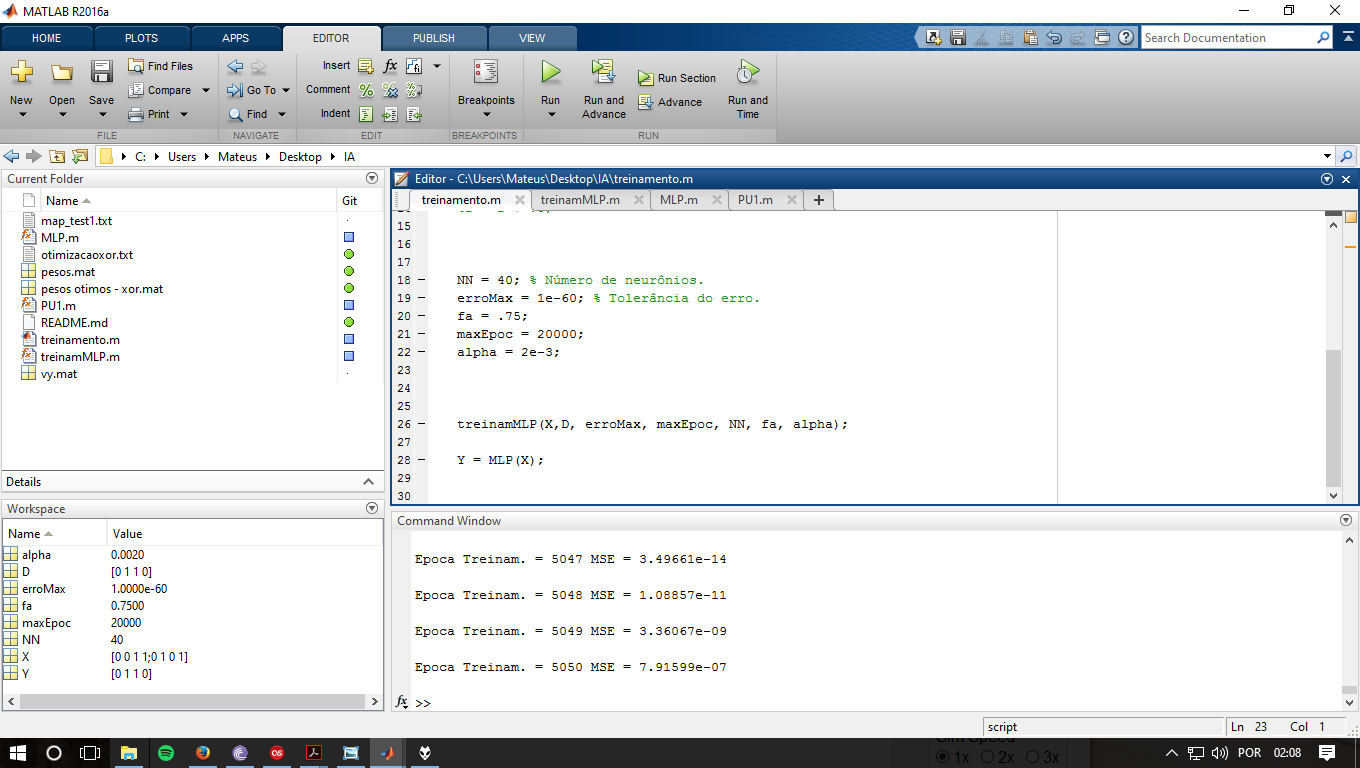 MATLAB R2016a
HOME PLOTS APPS EDITOR PUBLISH VIEW
Search Documentation
New Open Save Find Files Compare Print
FILE
Go To Find
NAVIGATE
Insert fx
Comment
Indent
EDIT
Breakpoints
BREAKPOINTS
Run Run and Advance Run Section Advance Run and Time
RUN
C: Users Mateus Desktop IA
Current Folder
Name Git
map_test1.txt
MLP.m
otimizacaoxor.txt
pesos.mat
pesos otimos - xor.mat
PU1.m
README.md
treinamento.m
treinamMLP.m
vy.mat
Details
Workspace
Name Value
alpha 0.0020
D [0 1 1 0]
erroMax 1.0000e-60
fa 0.7500
maxEpoc 20000
NN 40
X [0 0 1 1;0 1 0 1]
Y [0 1 1 0]
Editor - C:\Users\Mateus\Desktop\IA\treinamento.m
treinamento.m treinamMLP.m MLP.m PU1.m
15
16
17
18 – NN = 40; % Número de neurônios.
19 – erroMax = 1e-60; % Tolerância do erro.
20 – fa = .75;
21 – maxEpoc = 20000;
22 – alpha = 2e-3;
23
24
25
26 – treinamMLP(X,D, erroMax, maxEpoc, NN, fa, alpha);
27
28 – Y = MLP(X);
29
30
Command Window
Epoca Treinam. = 5047 MSE = 3.49661e-14
Epoca Treinam. = 5048 MSE = 1.08857e-11
Epoca Treinam. = 5049 MSE = 3.36067e-09
Epoca Treinam. = 5050 MSE = 7.91599e-07
fx >>
script Ln 23 Col 1
1x 2x 3x
POR 02:08